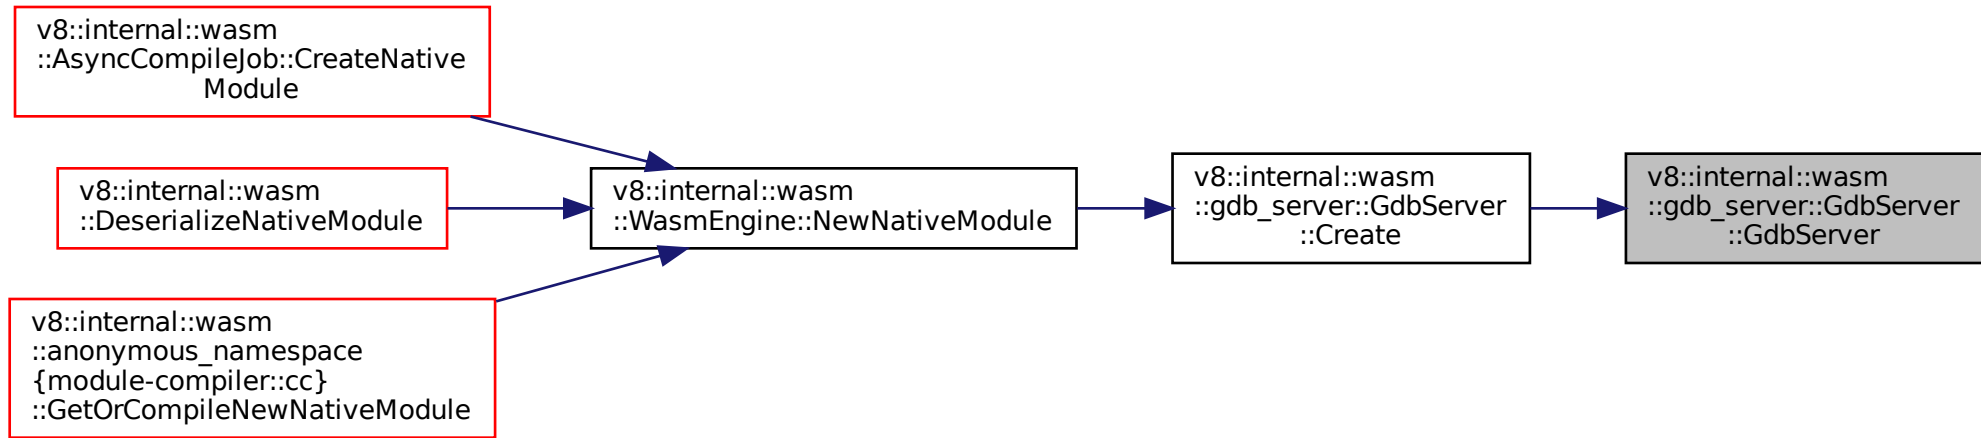 v8::internal::wasm
::AsyncCompileJob::CreateNative
Module
v8::internal::wasm
::DeserializeNativeModule
v8::internal::wasm
::anonymous_namespace
{module-compiler::cc}
::GetOrCompileNewNativeModule
v8::internal::wasm
::WasmEngine::NewNativeModule
v8::internal::wasm
::gdb_server::GdbServer
::Create
v8::internal::wasm
::gdb_server::GdbServer
::GdbServer